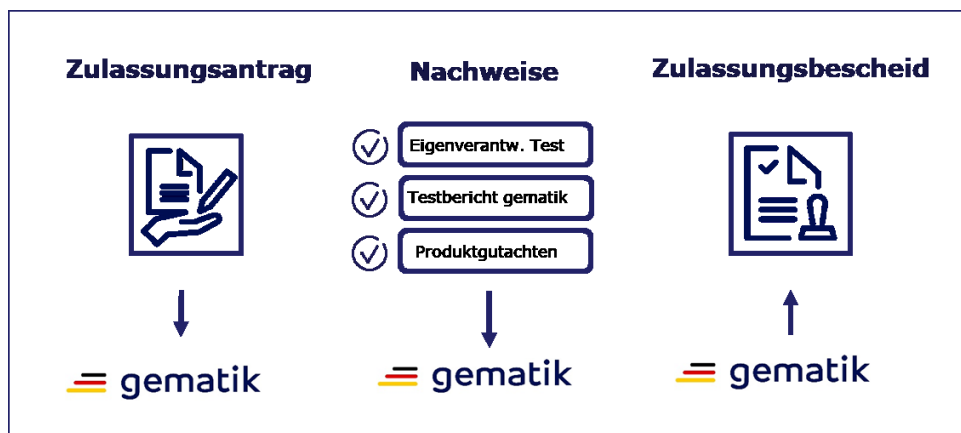 Zulassungsantrag
Nachweise
Zulassungsbescheid
Eigenverantw. Test
Testbericht gematik
Produktgutachten
gematik
gematik
gematik